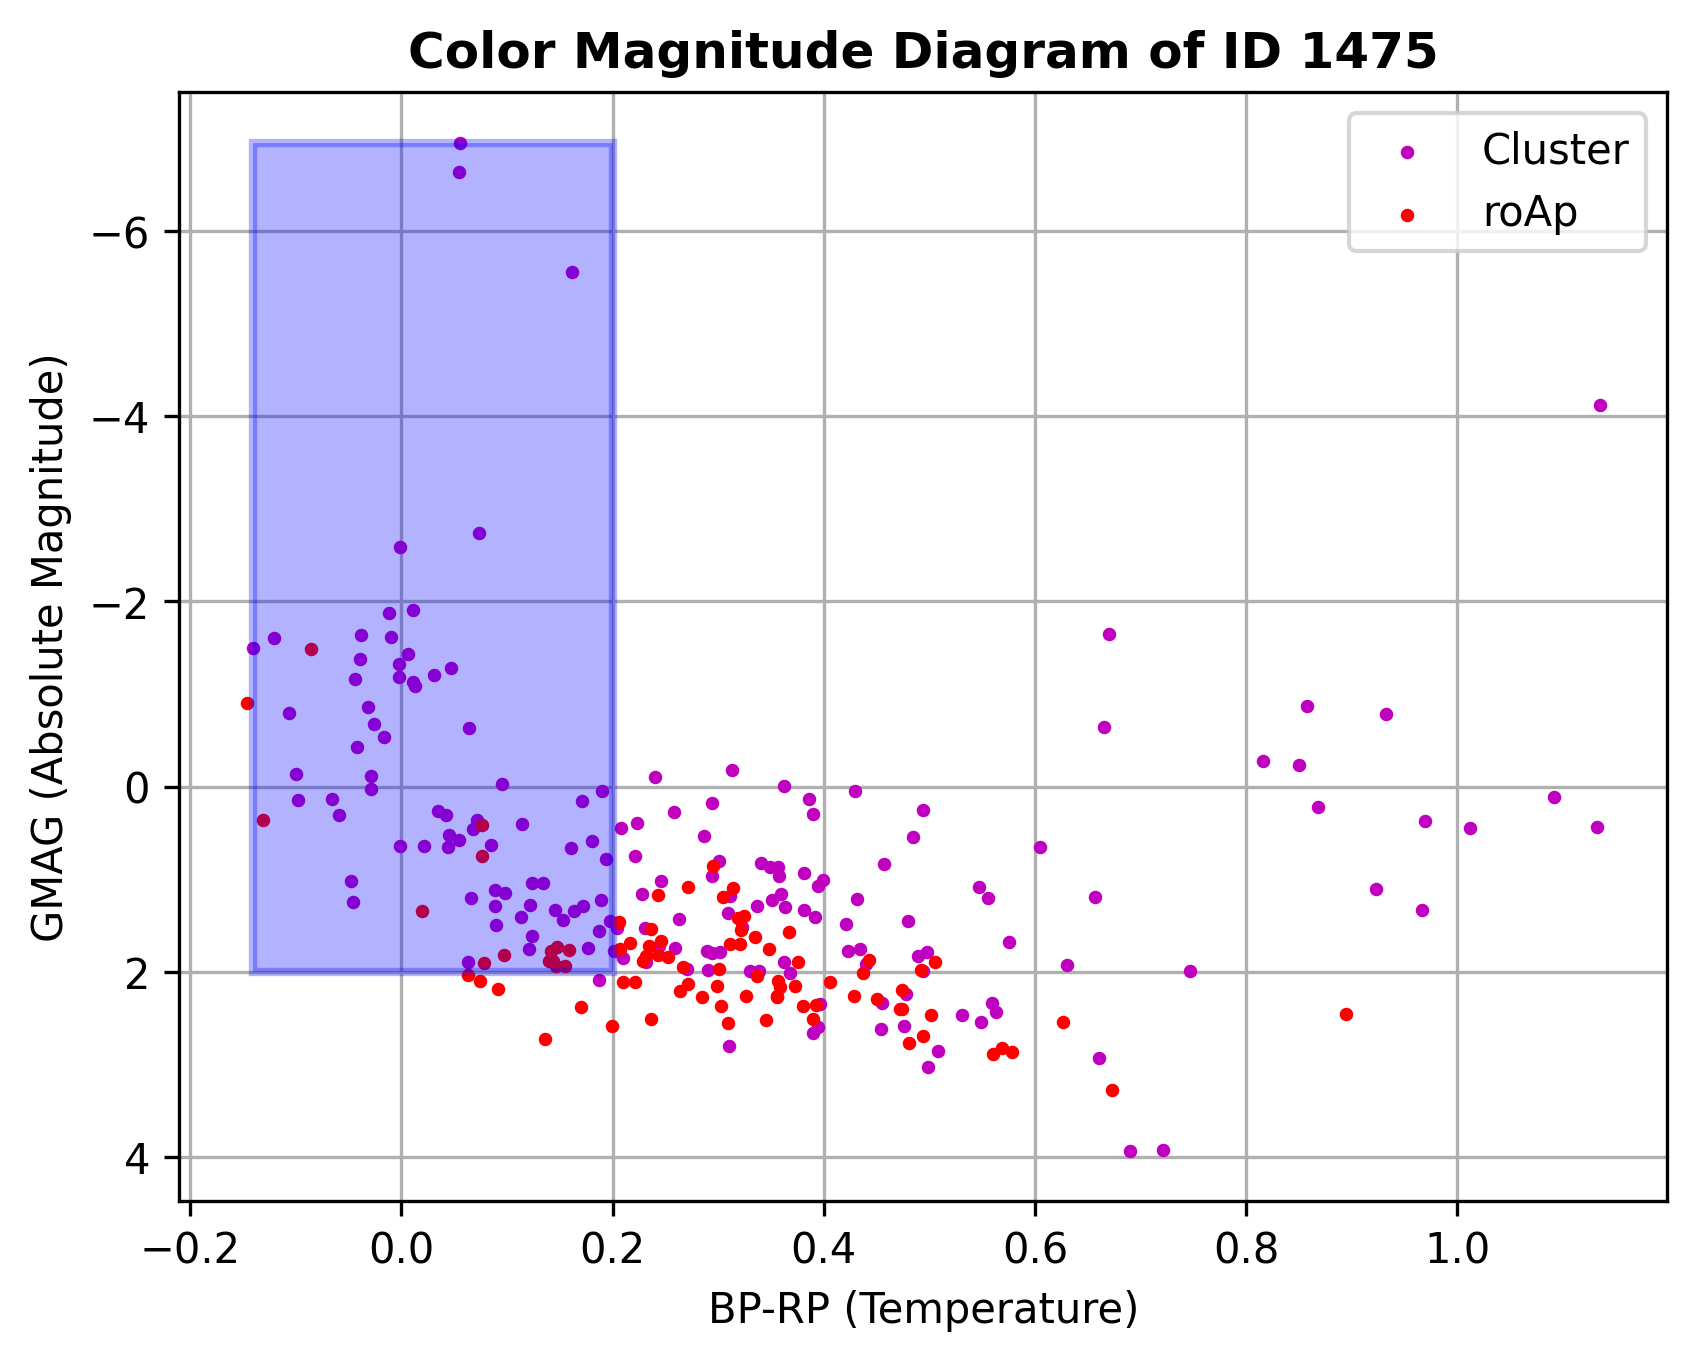 Color Magnitude Diagram of ID 1475
Cluster
roAp
GMAG (Absolute Magnitude)
−6
−4
−2
0
2
4
−0.2 0.0 0.2 0.4 0.6 0.8 1.0
BP-RP (Temperature)